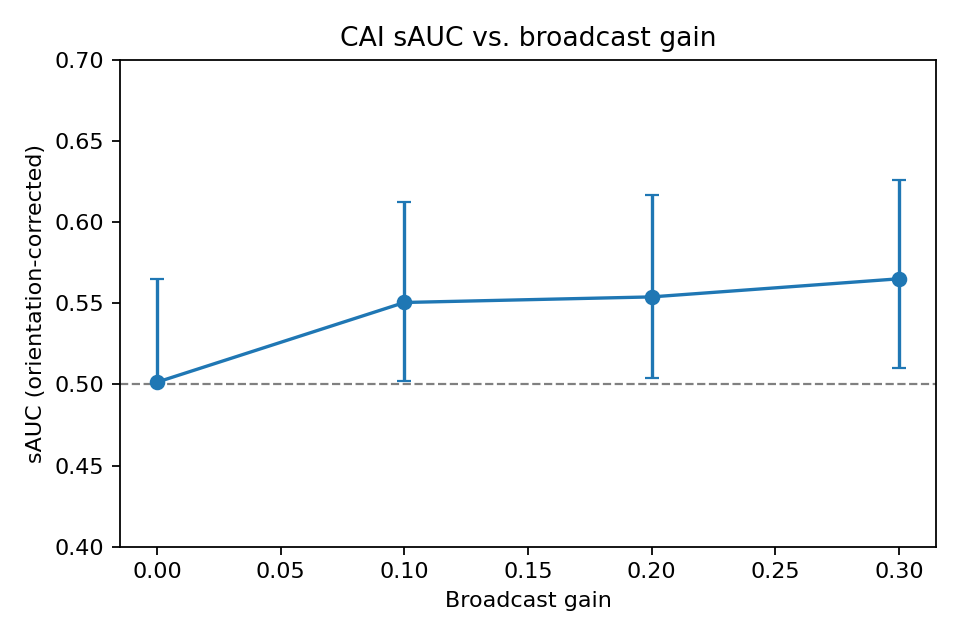 CAI sAUC vs. broadcast gain
sAUC (orientation-corrected)
0.70
0.65
0.60
0.55
0.50
0.45
0.40
0.00 0.05 0.10 0.15 0.20 0.25 0.30
Broadcast gain